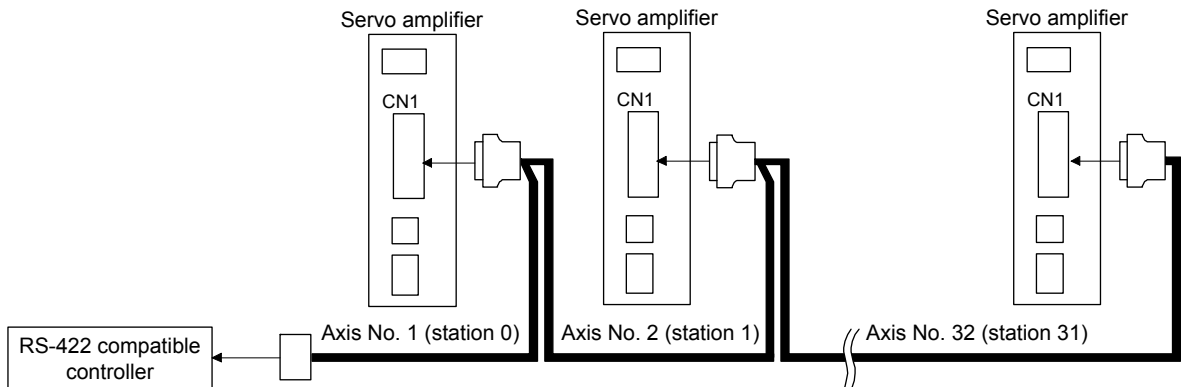 Servo amplifier
Servo amplifier
Servo amplifier
CN1
CN1
CN1
Axis No. 1 (station 0)
Axis No. 2 (station 1)
Axis No. 32 (station 31)
RS-422 compatible
controller